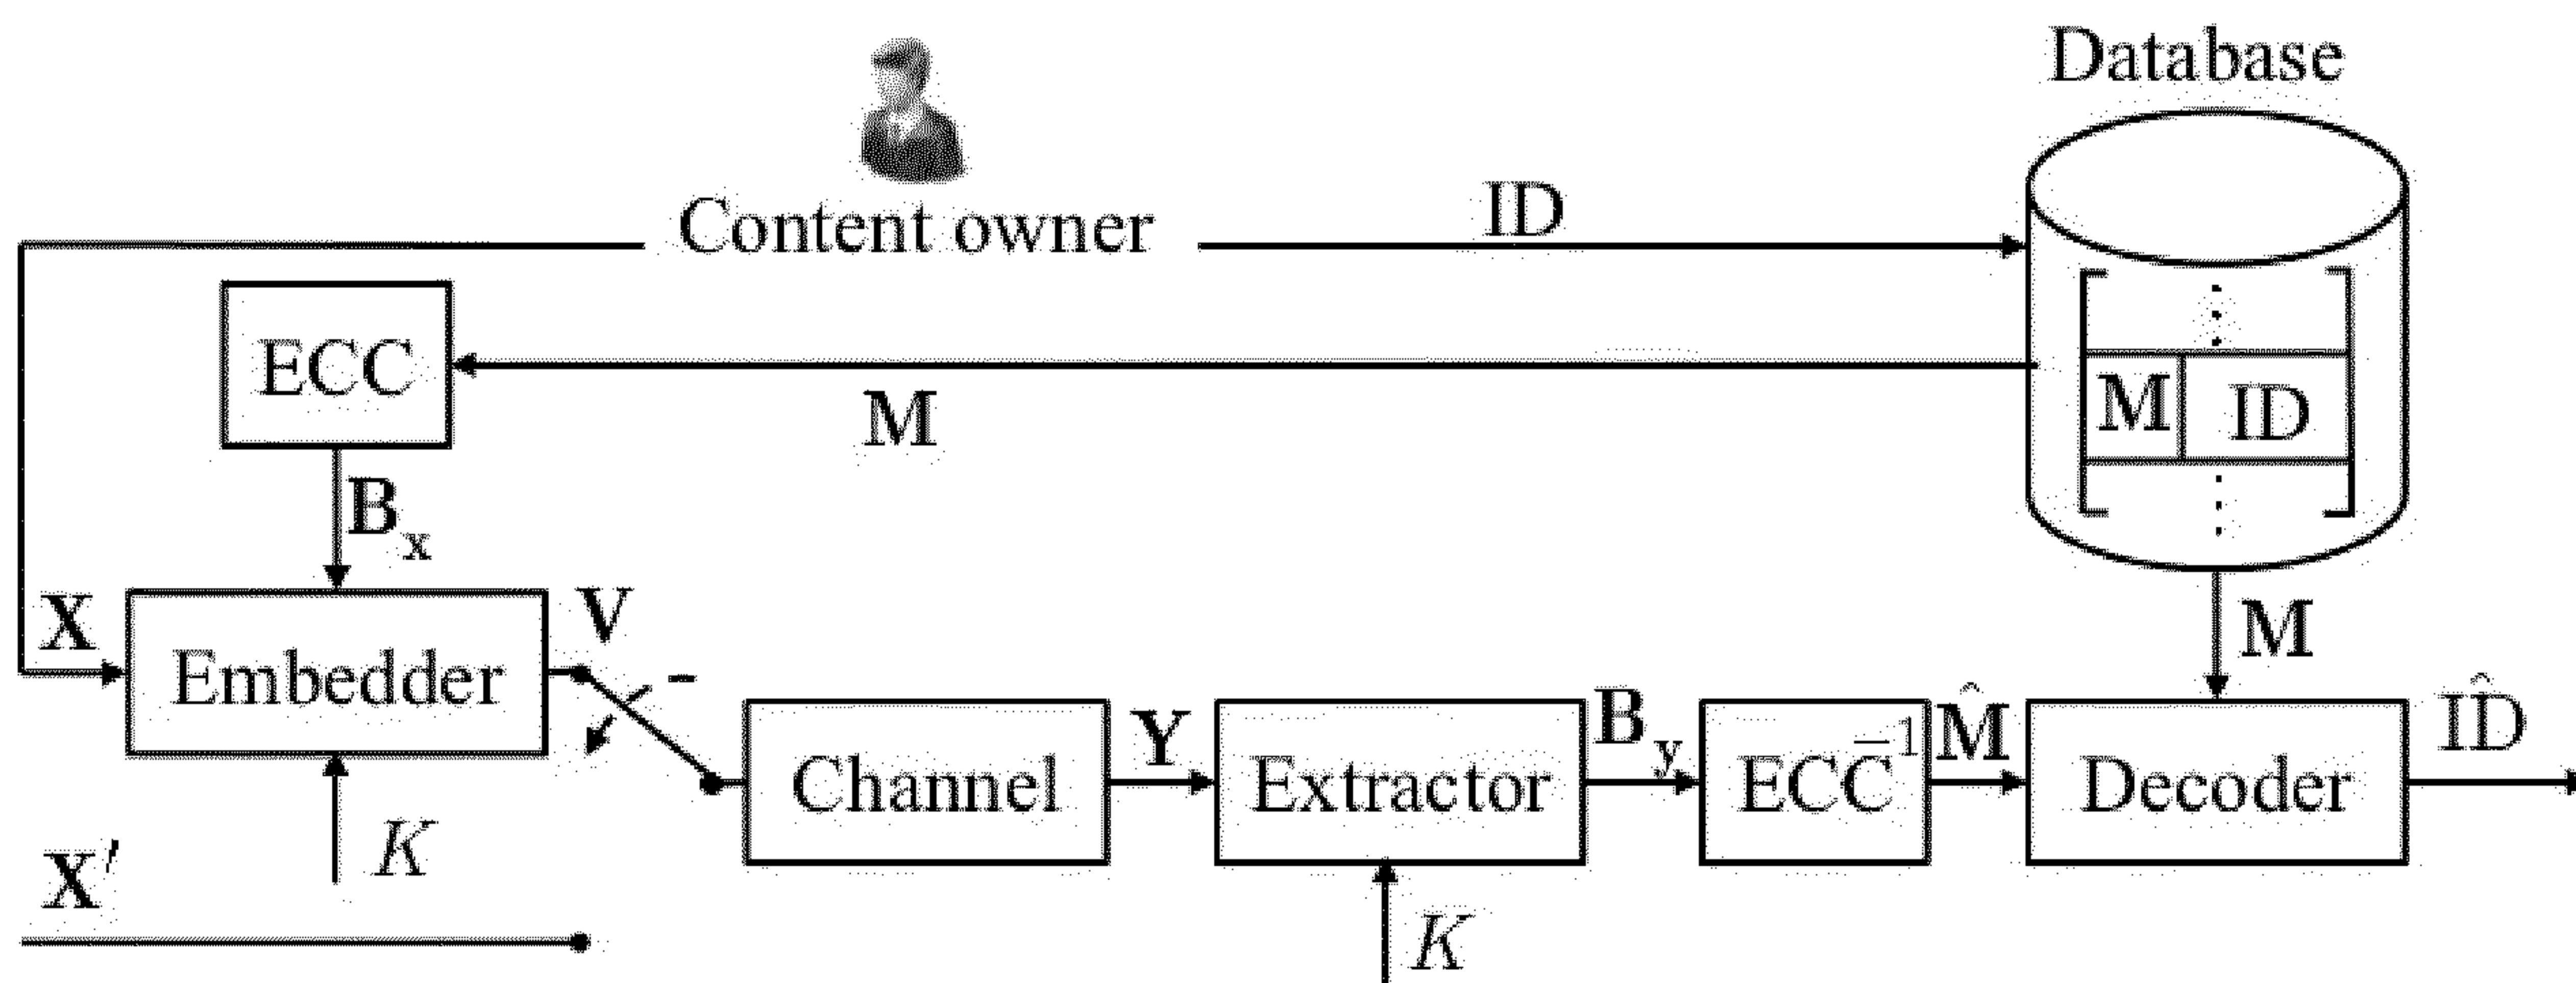 Database
Content owner
ID
ECC
M
M ID
B_x
X
V
M
Embedder
B_y
M̂
ID̂
Y
Channel
Extractor
ECC⁻¹
Decoder
K
X′
K